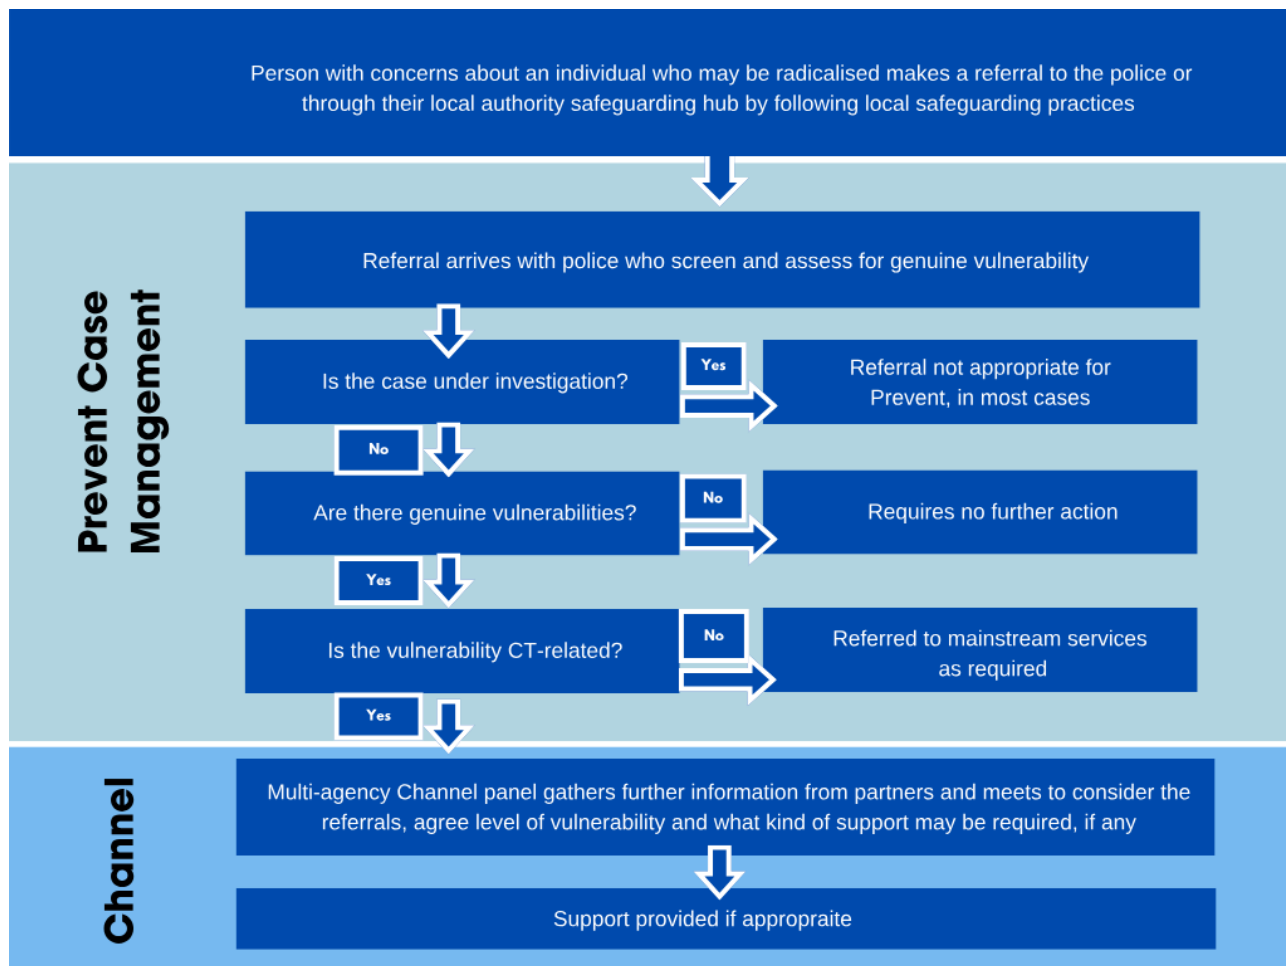 Person with concerns about an individual who may be radicalised makes a referral to the police or
through their local authority safeguarding hub by following local safeguarding practices
Prevent Case
Management
Referral arrives with police who screen and assess for genuine vulnerability
Is the case under investigation?
Yes
Referral not appropriate for
Prevent, in most cases
No
Are there genuine vulnerabilities?
No
Requires no further action
Yes
Is the vulnerability CT-related?
No
Referred to mainstream services
as required
Yes
Channel
Multi-agency Channel panel gathers further information from partners and meets to consider the
referrals, agree level of vulnerability and what kind of support may be required, if any
Support provided if appropraite